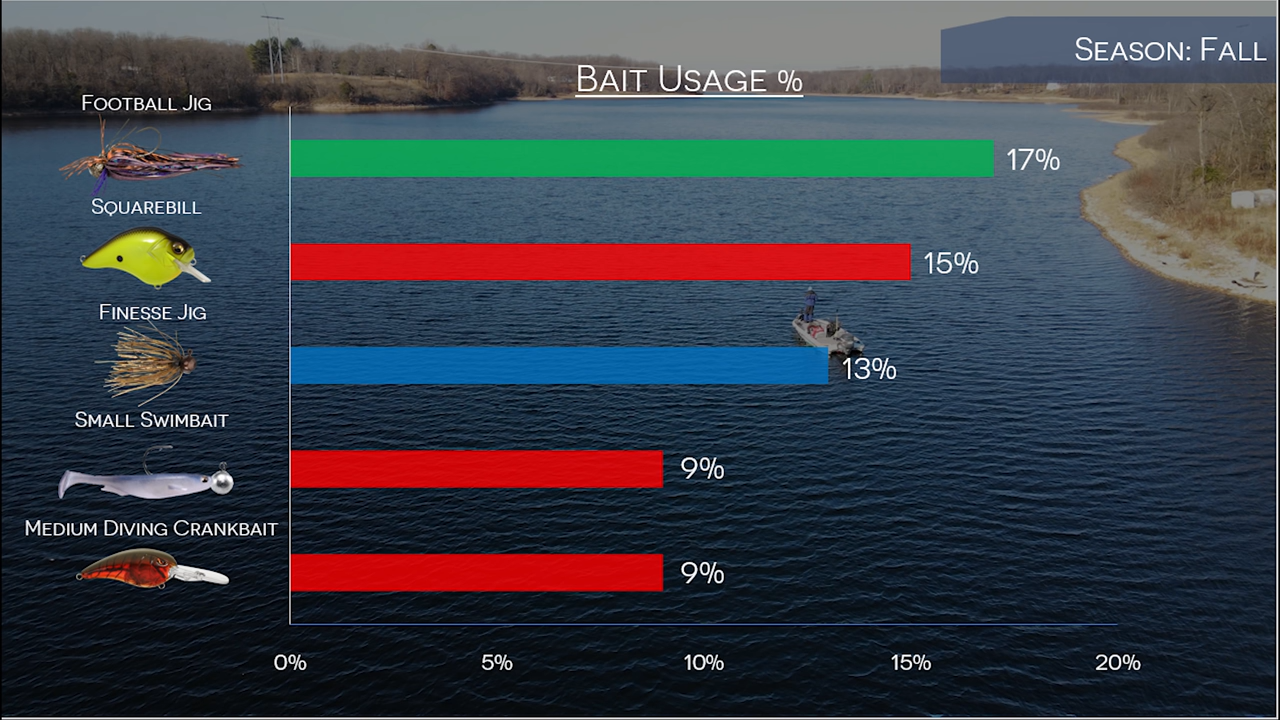 SEASON: FALL
BAIT USAGE %
FOOTBALL JIG
17%
SQUAREBILL
15%
FINESSE JIG
13%
SMALL SWIMBAIT
9%
MEDIUM DIVING CRANKBAIT
9%
0% 5% 10% 15% 20%